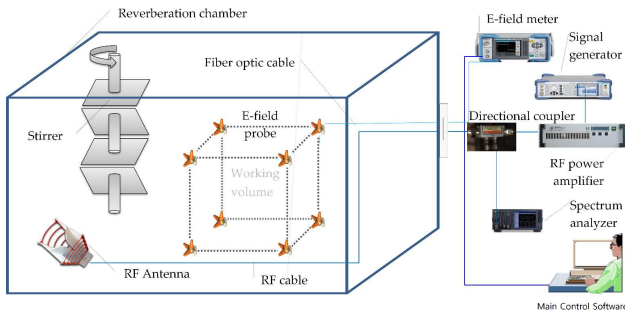 Reverberation chamber
E-field meter
Signal
generator
Fiber optic cable
Stirrer
E-field
probe
Directional coupler
Working
volume
RF power
amplifier
Spectrum
analyzer
RF Antenna
RF cable
Main Control Software